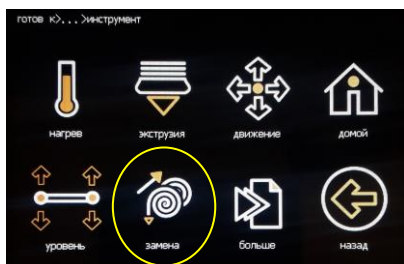 готов к>...>инструмент
нагрев
экструзия
движение
домой
уровень
замена
больше
назад